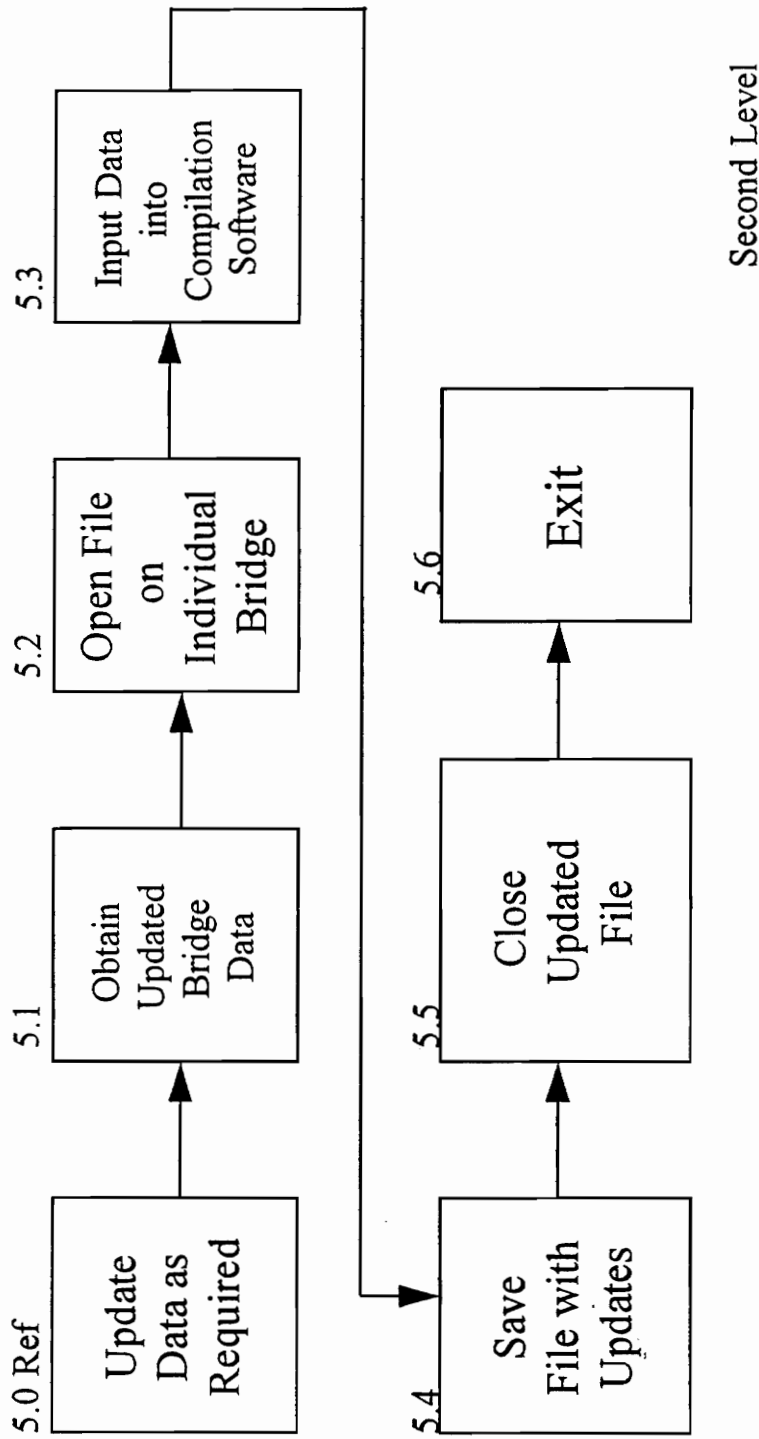 5.0 Ref
Update
Data as
Required
5.1
Obtain
Updated
Bridge
Data
5.2
Open File
on
Individual
Bridge
5.3
Input Data
into
Compilation
Software
5.4
Save
File with
Updates
5.5
Close
Updated
File
5.6
Exit
Second Level